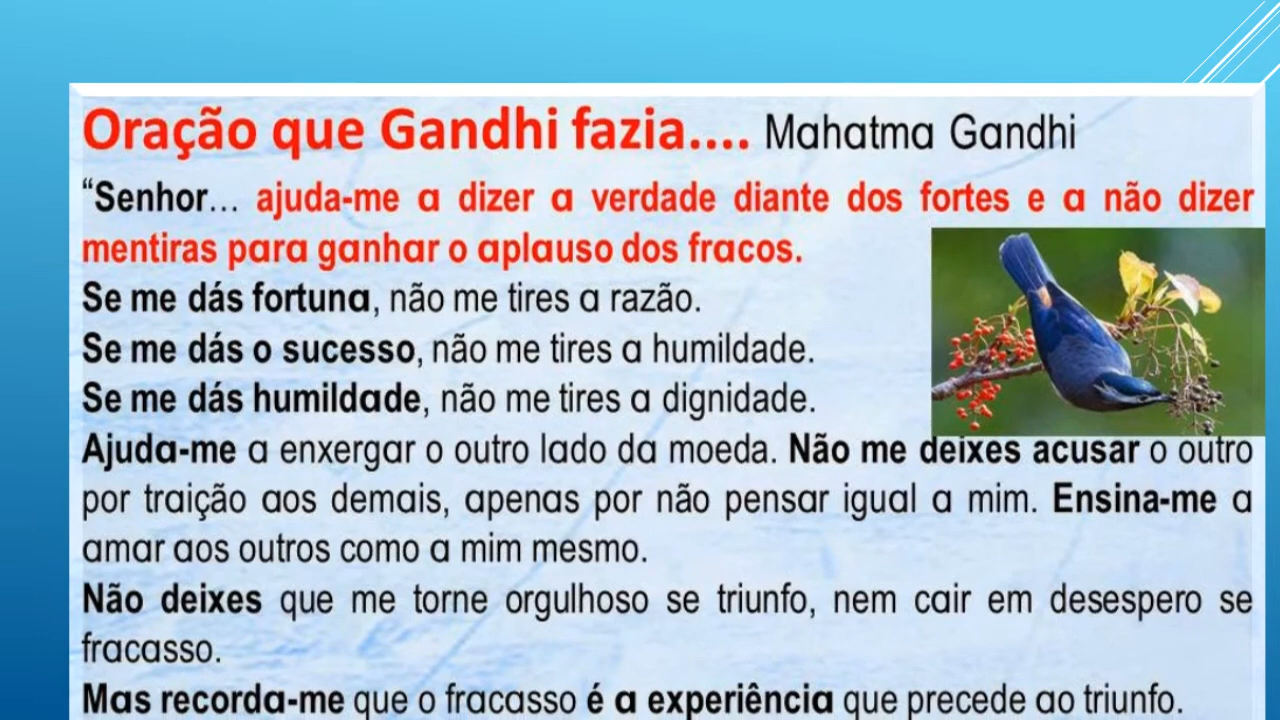 Oração que Gandhi fazia.... Mahatma Gandhi
“Senhor... ajuda-me a dizer a verdade diante dos fortes e a não dizer
mentiras para ganhar o aplauso dos fracos.
Se me dás fortuna, não me tires a razão.
Se me dás o sucesso, não me tires a humildade.
Se me dás humildade, não me tires a dignidade.
Ajuda-me a enxergar o outro lado da moeda. Não me deixes acusar o outro
por traição aos demais, apenas por não pensar igual a mim. Ensina-me a
amar aos outros como a mim mesmo.
Não deixes que me torne orgulhoso se triunfo, nem cair em desespero se
fracasso.
Mas recorda-me que o fracasso é a experiência que precede ao triunfo.